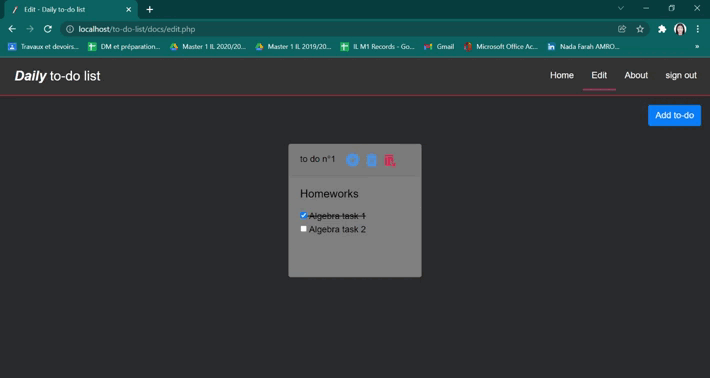 Edit - Daily to-do list
localhost/to-do-list/docs/edit.php
Travaux et devoirs...
DM et préparation...
Master 1 IL 2020/20...
Master 1 IL 2019/20...
IL M1 Records - Go...
Gmail
Microsoft Office Ac...
Nada Farah AMRO...
»
Daily to-do list
Home
Edit
About
sign out
Add to-do
to do n°1
Homeworks
Algebra task 1
Algebra task 2